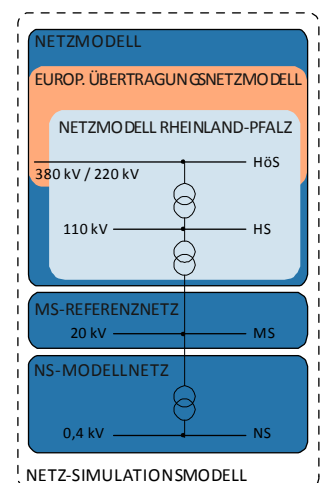 NETZMODELL
EUROP. ÜBERTRAGUNGSNETZMODELL
NETZMODELL RHEINLAND-PFALZ
HöS
380 kV / 220 kV
110 kV HS
MS-REFERENZNETZ
20 kV MS
NS-MODELLNETZ
0,4 kV NS
NETZ-SIMULATIONSMODELL